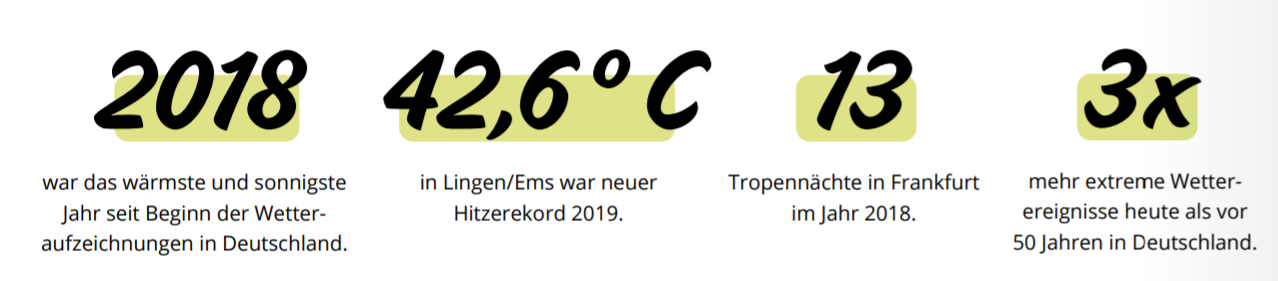 2018
war das wärmste und sonnigste
Jahr seit Beginn der Wetter-
aufzeichnungen in Deutschland.
42,6° C
in Lingen/Ems war neuer
Hitzerekord 2019.
13
Tropennächte in Frankfurt
im Jahr 2018.
3x
mehr extreme Wetter-
ereignisse heute als vor
50 Jahren in Deutschland.